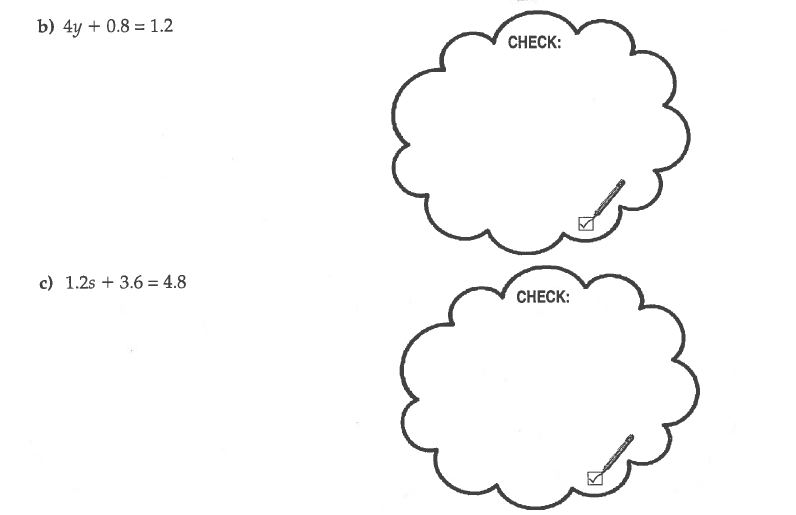 b) 4y + 0.8 = 1.2
CHECK:
c) 1.2s + 3.6 = 4.8
CHECK: